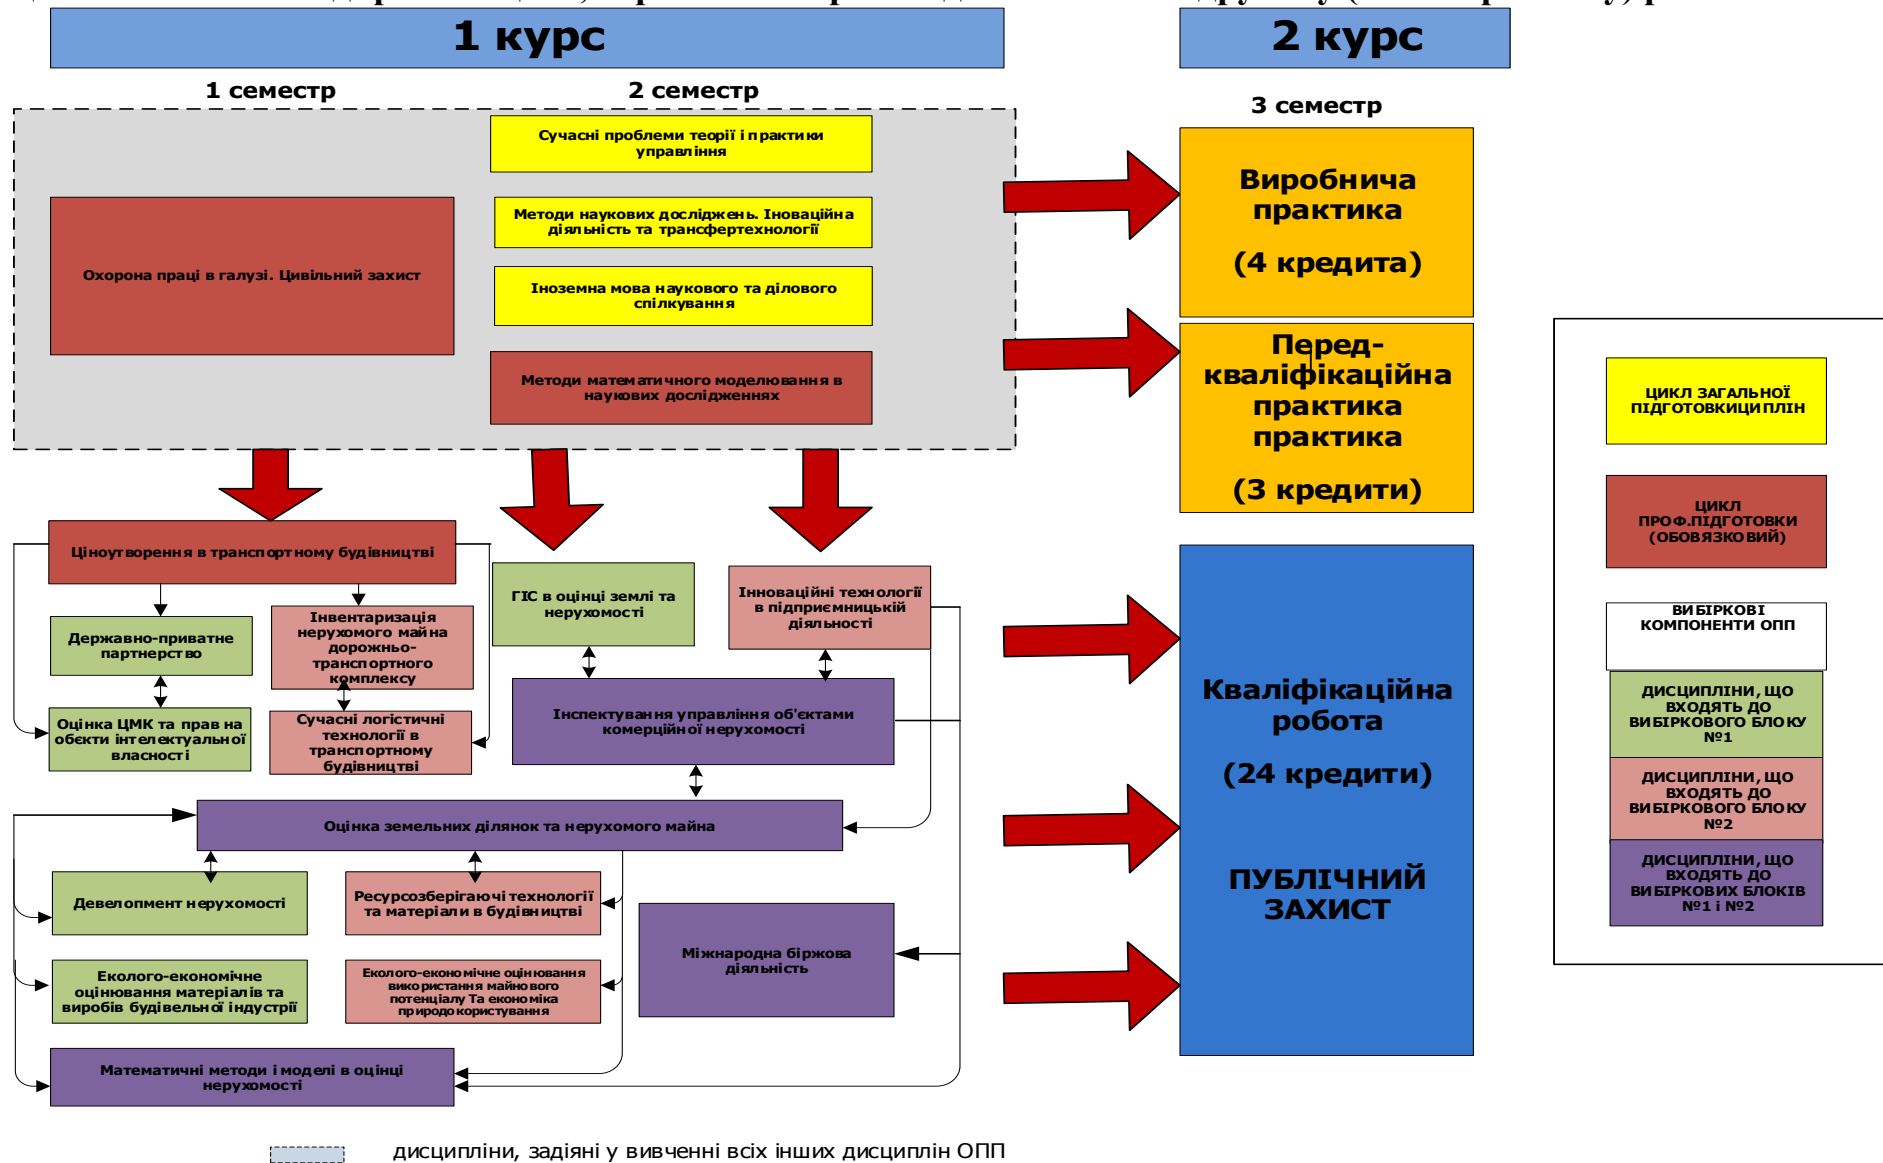 1 курс
2 курс
1 семестр
2 семестр
3 семестр
Сучасні проблеми теорії і практики
управління
Методи наукових досліджень. Іноваційна
діяльність та трансфертехнології
Охорона праці в галузі. Цивільний захист
Іноземна мова наукового та ділового
спілкування
Методи математичного моделювання в
наукових дослідженнях
Виробнича
практика
(4 кредита)
Перед-
кваліфікаційна
практика
практика
(3 кредити)
Ціноутворення в транспортному будівництві
Державно-приватне
партнерство
Інвентаризація
нерухомого майна
дорожньо-
транспортного
комплексу
Оцінка ЦМК та прав на
обєкти інтелектуальної
власності
Сучасні логістичні
технології в
транспортному
будівництві
ГІС в оцінці землі та
нерухомості
Інноваційні технології
в підприємницькій
діяльності
Інспектування управління об'єктами
комерційної нерухомості
Оцінка земельних ділянок та нерухомого майна
Девелопмент нерухомості
Ресурсозберігаючі технології
та матеріали в будівництві
Еколого-економічне
оцінювання матеріалів та
виробів будівельної індустрії
Еколого-економічне оцінювання
використання майнового
потенціалу Та економіка
природокористування
Міжнародна біржова
діяльність
Математичні методи і моделі в оцінці
нерухомості
Кваліфікаційна
робота
(24 кредити)
ПУБЛІЧНИЙ
ЗАХИСТ
ЦИКЛ ЗАГАЛЬНОЇ
ПІДГОТОВКИЦИПЛІН
ЦИКЛ
ПРОФ.ПІДГОТОВКИ
(ОБОВЯЗКОВИЙ)
ВИБІРКОВІ
КОМПОНЕНТИ ОПП
ДИСЦИПЛІНИ, ЩО
ВХОДЯТЬ ДО
ВИБІРКОВОГО БЛОКУ
№1
ДИСЦИПЛІНИ, ЩО
ВХОДЯТЬ ДО
ВИБІРКОВОГО БЛОКУ
№2
ДИСЦИПЛІНИ, ЩО
ВХОДЯТЬ ДО
ВИБІРКОВИХ БЛОКІВ
№1 і №2
дисципліни, задіяні у вивченні всіх інших дисциплін ОПП